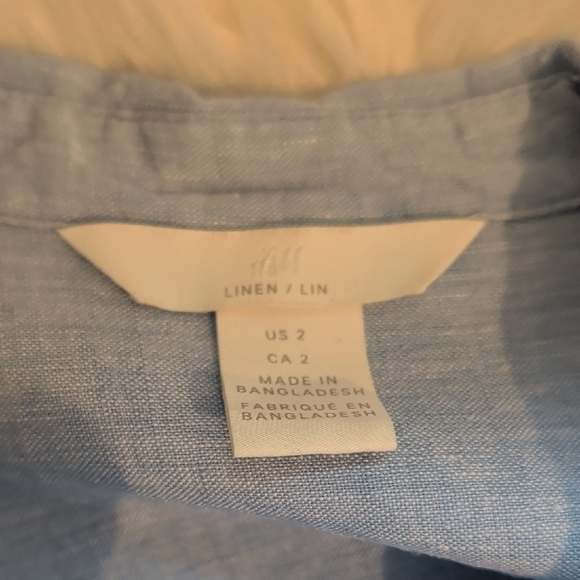 H&M
LINEN / LIN
US 2
CA 2
MADE IN
BANGLADESH
FABRIQUÉ EN
BANGLADESH